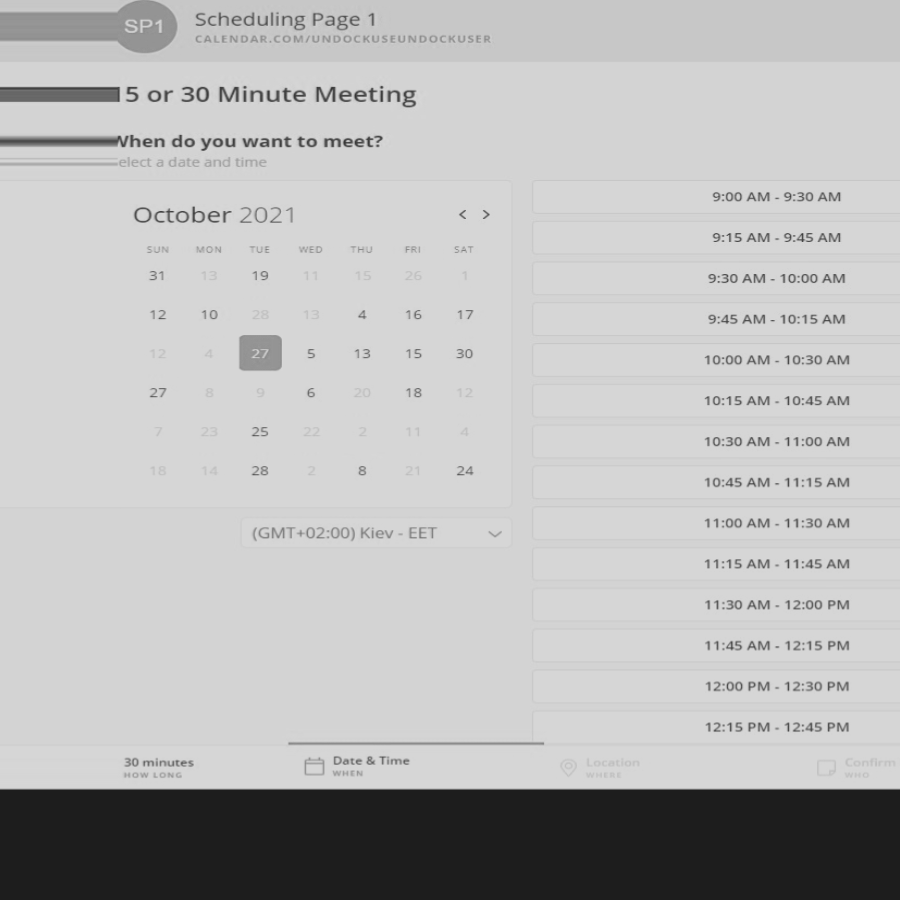 SP1
Scheduling Page 1
CALENDAR.COM/UNDOCKUSEUNDOCKUSER
5 or 30 Minute Meeting
When do you want to meet?
elect a date and time
October 2021
< >
SUN MON TUE WED THU FRI SAT
31 13 19 11 15 26 1
12 10 28 13 4 16 17
12 4 27 5 13 15 30
27 8 9 6 20 18 12
7 23 25 22 2 11 4
18 14 28 2 8 21 24
(GMT+02:00) Kiev - EET
9:00 AM - 9:30 AM
9:15 AM - 9:45 AM
9:30 AM - 10:00 AM
9:45 AM - 10:15 AM
10:00 AM - 10:30 AM
10:15 AM - 10:45 AM
10:30 AM - 11:00 AM
10:45 AM - 11:15 AM
11:00 AM - 11:30 AM
11:15 AM - 11:45 AM
11:30 AM - 12:00 PM
11:45 AM - 12:15 PM
12:00 PM - 12:30 PM
12:15 PM - 12:45 PM
30 minutes
HOW LONG
Date & Time
WHEN
Location
WHERE
Confirm
WHO